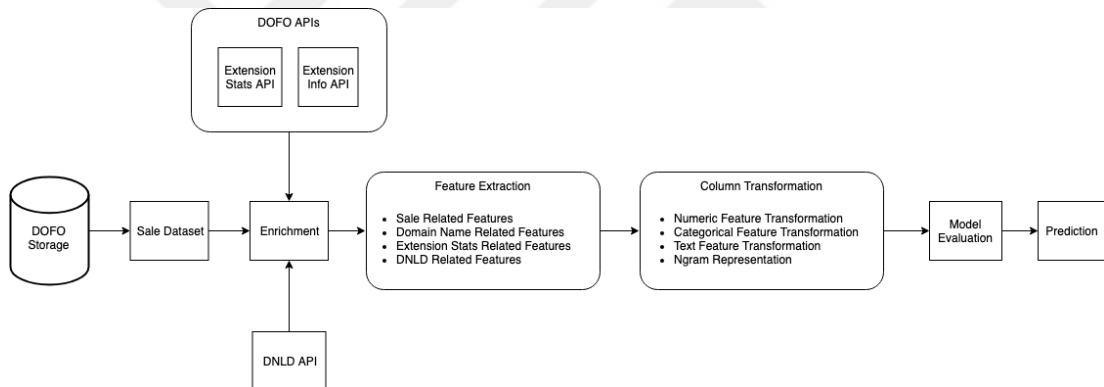 DOFO APIs
Extension
Stats API
Extension
Info API
DOFO
Storage
Sale Dataset
Enrichment
Feature Extraction
• Sale Related Features
• Domain Name Related Features
• Extension Stats Related Features
• DNLD Related Features
Column Transformation
• Numeric Feature Transformation
• Categorical Feature Transformation
• Text Feature Transformation
• Ngram Representation
Model
Evaluation
Prediction
DNLD API